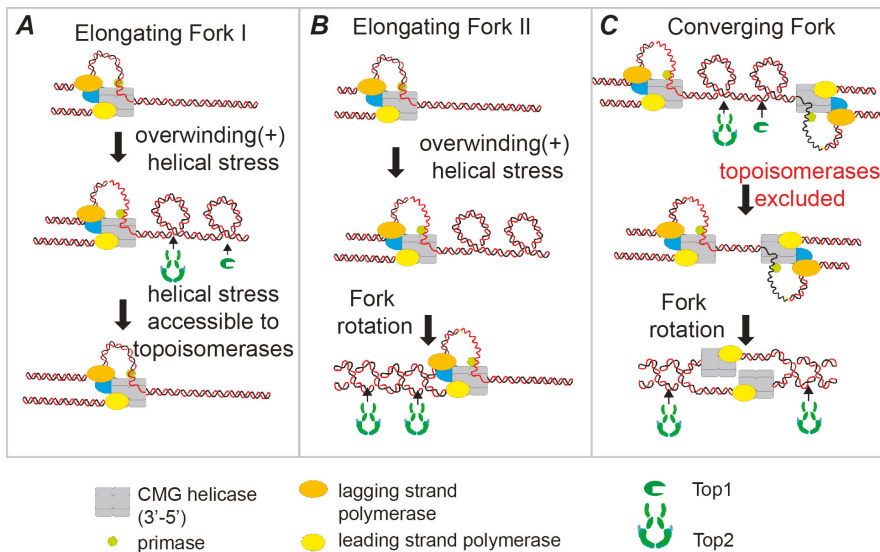 A Elongating Fork I
overwinding(+)
helical stress
helical stress
accessible to
topoisomerases
B Elongating Fork II
overwinding(+)
helical stress
Fork
rotation
C Converging Fork
topoisomerases
excluded
Fork
rotation
CMG helicase
(3'-5')
primase
lagging strand
polymerase
leading strand polymerase
Top1
Top2